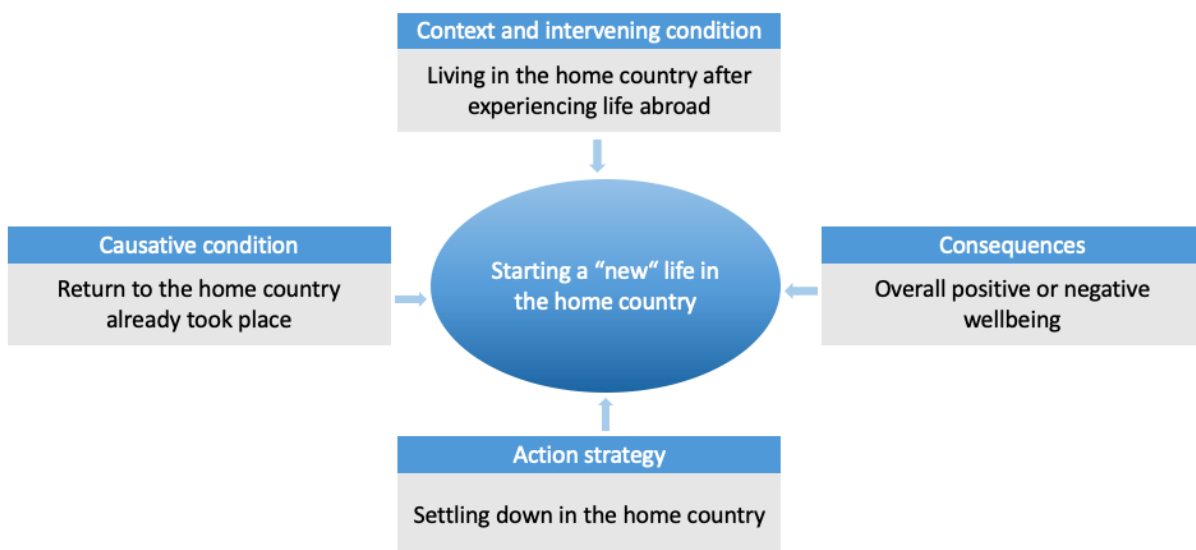 Context and intervening condition
Living in the home country after
experiencing life abroad
Causative condition
Return to the home country
already took place
Starting a “new“ life in
the home country
Consequences
Overall positive or negative
wellbeing
Action strategy
Settling down in the home country